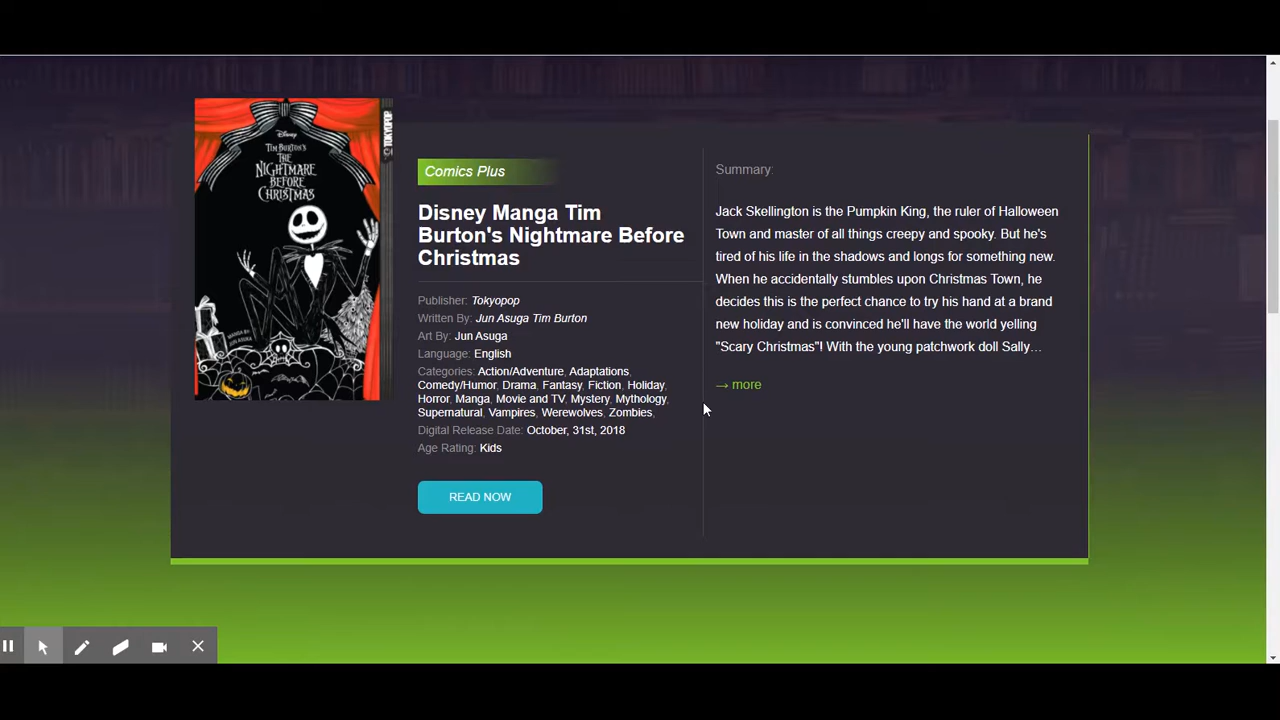 Disney
TIM BURTON'S
THE
NIGHTMARE
BEFORE
CHRISTMAS
MANGA BY
JUN ASUGA
TOKYOPOP
Comics Plus
Disney Manga Tim
Burton's Nightmare Before
Christmas
Publisher: Tokyopop
Written By: Jun Asuga Tim Burton
Art By: Jun Asuga
Language: English
Categories: Action/Adventure, Adaptations,
Comedy/Humor, Drama, Fantasy, Fiction, Holiday,
Horror, Manga, Movie and TV, Mystery, Mythology,
Supernatural, Vampires, Werewolves, Zombies,
Digital Release Date: October, 31st, 2018
Age Rating: Kids
READ NOW
Summary:
Jack Skellington is the Pumpkin King, the ruler of Halloween
Town and master of all things creepy and spooky. But he's
tired of his life in the shadows and longs for something new.
When he accidentally stumbles upon Christmas Town, he
decides this is the perfect chance to try his hand at a brand
new holiday and is convinced he'll have the world yelling
"Scary Christmas"! With the young patchwork doll Sally...
→ more